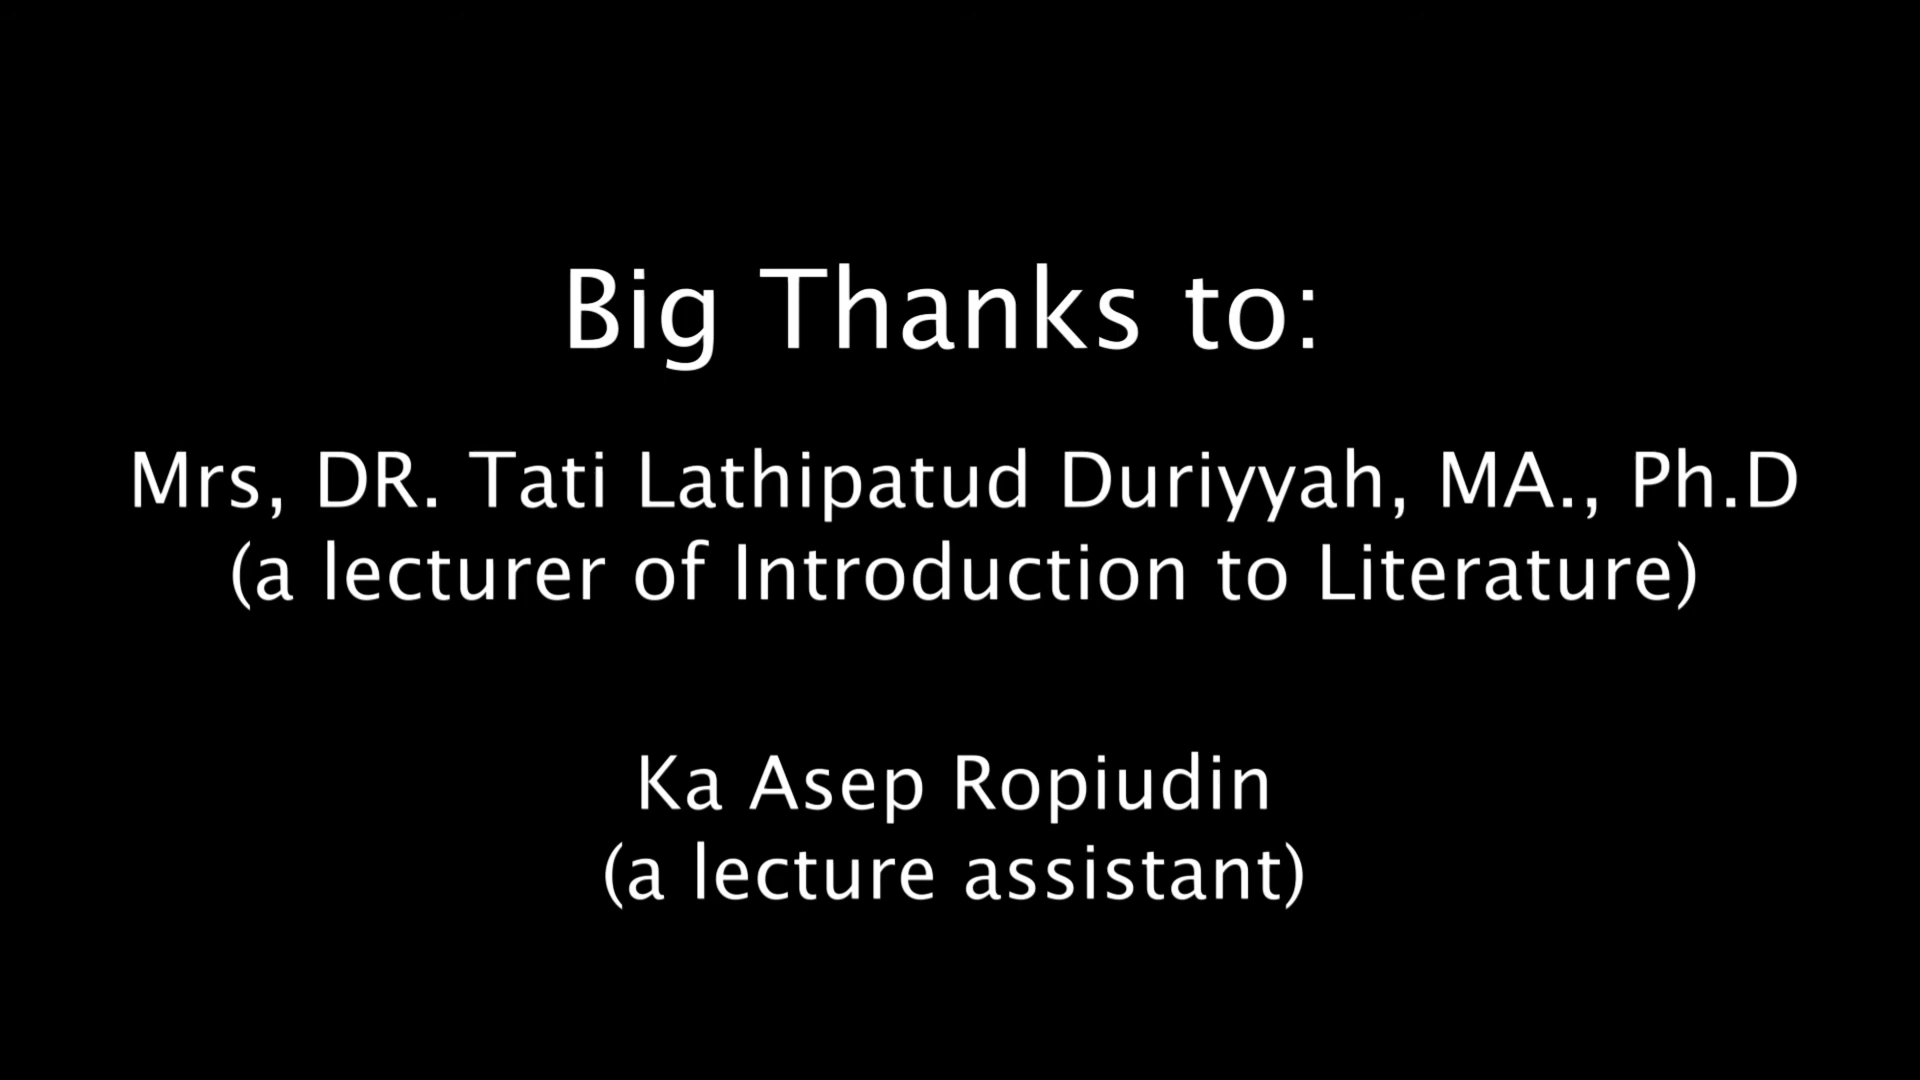 Big Thanks to:
Mrs, DR. Tati Lathipatud Duriyyah, MA., Ph.D
(a lecturer of Introduction to Literature)
Ka Asep Ropiudin
(a lecture assistant)